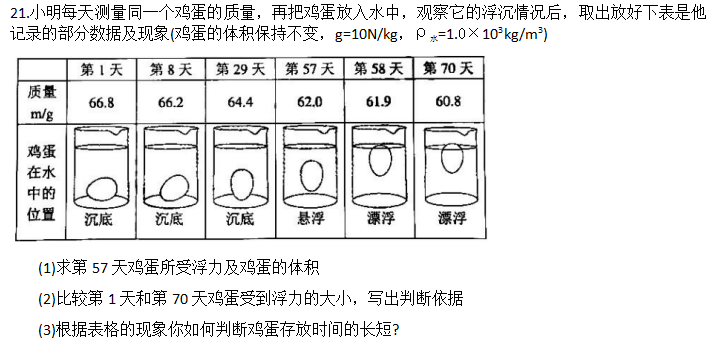 21.小明每天测量同一个鸡蛋的质量，再把鸡蛋放入水中，观察它的浮沉情况后，取出放好下表是他
记录的部分数据及现象(鸡蛋的体积保持不变，g=10N/kg，ρ水=1.0×10³kg/m³)
第1天 第8天 第29天 第57天 第58天 第70天
质量 m/g 66.8 66.2 64.4 62.0 61.9 60.8
鸡蛋
在水
中的
位置
沉底 沉底 沉底 悬浮 漂浮 漂浮
(1)求第 57 天鸡蛋所受浮力及鸡蛋的体积
(2)比较第 1 天和第 70 天鸡蛋受到浮力的大小，写出判断依据
(3)根据表格的现象你如何判断鸡蛋存放时间的长短?